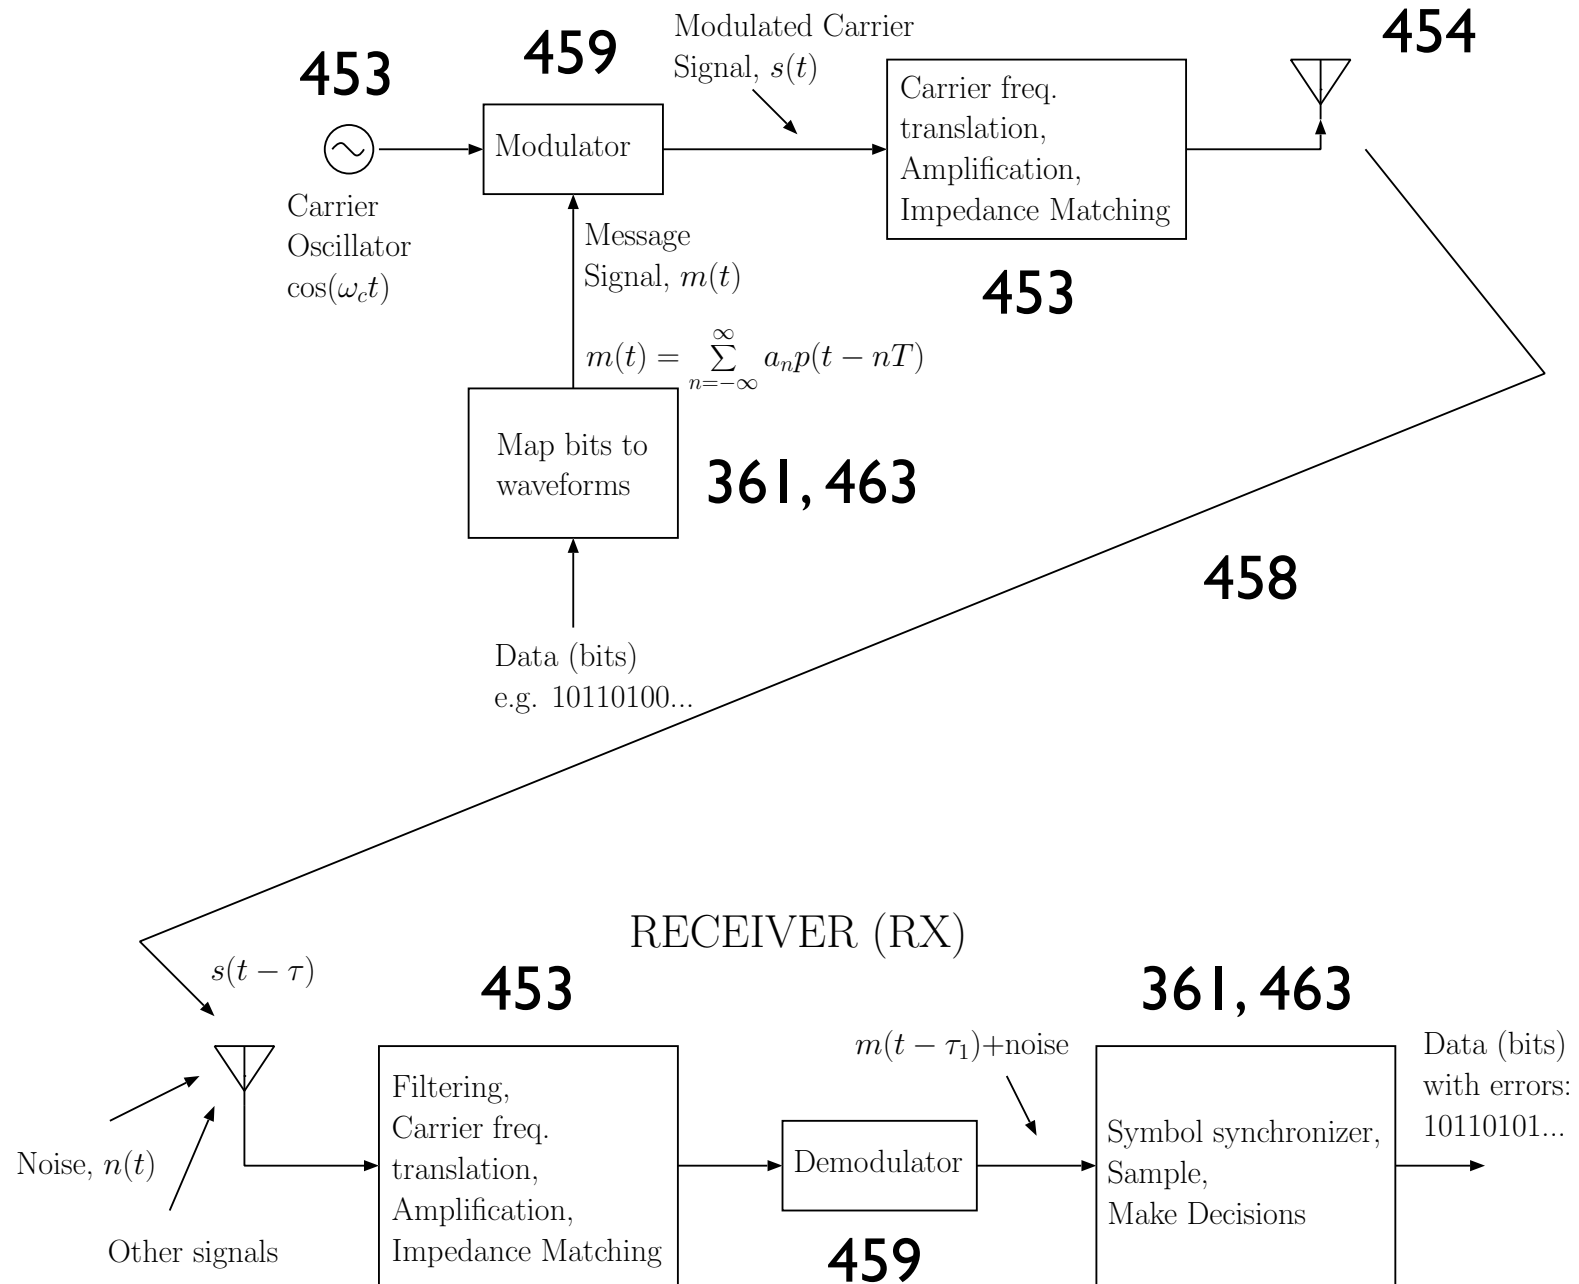 453
459
Modulated Carrier
Signal, s(t)
454
Modulator
Carrier freq.
translation,
Amplification,
Impedance Matching
Carrier
Oscillator
cos(ω_c t)
Message
Signal, m(t)
453
m(t) = ∑_{n=−∞}^{∞} a_n p(t − nT)
Map bits to
waveforms
361, 463
458
Data (bits)
e.g. 10110100...
RECEIVER (RX)
s(t − τ)
453
361, 463
Noise, n(t)
Other signals
Filtering,
Carrier freq.
translation,
Amplification,
Impedance Matching
Demodulator
459
m(t − τ₁)+noise
Symbol synchronizer,
Sample,
Make Decisions
Data (bits)
with errors:
10110101...